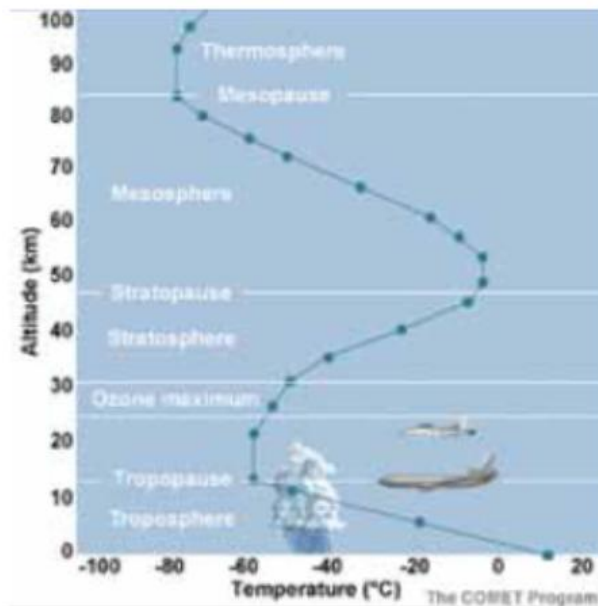 100
90
80
70
60
50
40
30
20
10
0
Altitude (km)
Thermosphere
Mesopause
Mesosphere
Stratopause
Stratosphere
Ozone maximum
Tropopause
Troposphere
-100 -80 -60 -40 -20 0 20
Temperature (°C)
The COMET Program